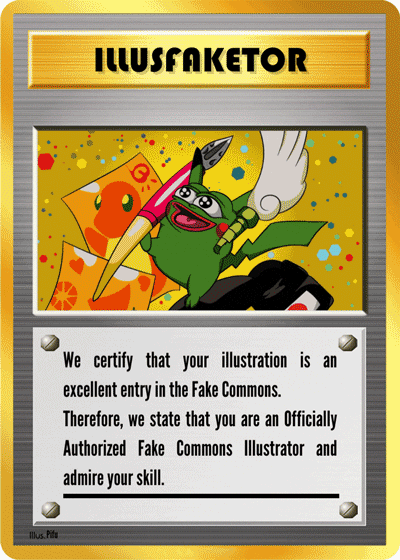 ILLUSFAKETOR
We certify that your illustration is an
excellent entry in the Fake Commons.
Therefore, we state that you are an Officially
Authorized Fake Commons Illustrator and
admire your skill.
Illus. Pifo